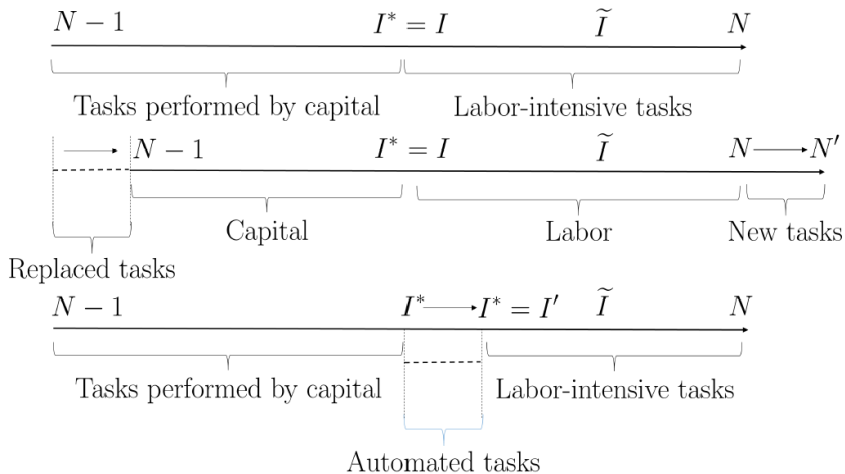 N − 1 I* = I Ĩ N
Tasks performed by capital Labor-intensive tasks
N − 1 I* = I Ĩ N N′
Capital Labor New tasks
Replaced tasks
N − 1 I* I* = I′ Ĩ N
Tasks performed by capital Labor-intensive tasks
Automated tasks